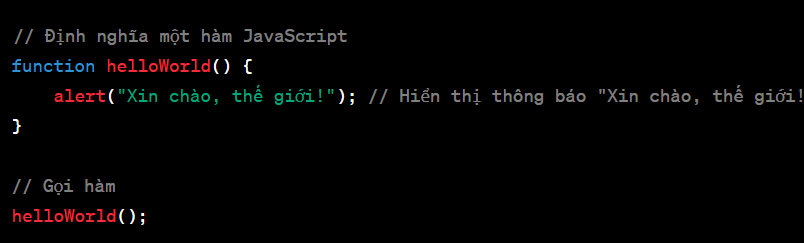 // Định nghĩa một hàm JavaScript
function helloWorld() {
    alert("Xin chào, thế giới!"); // Hiển thị thông báo "Xin chào, thế giới!
}
// Gọi hàm
helloWorld();